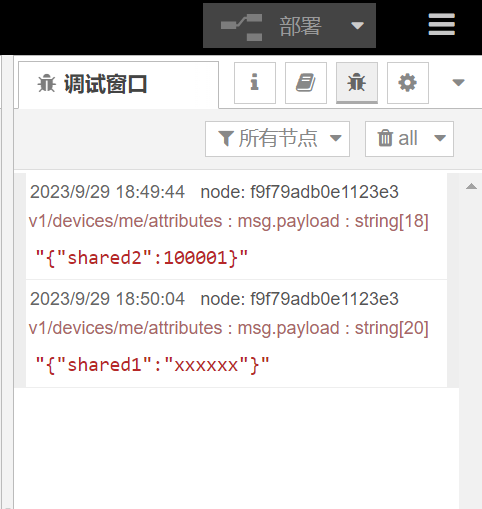 部署
调试窗口
所有节点 all
2023/9/29 18:49:44 node: f9f79adb0e1123e3
v1/devices/me/attributes : msg.payload : string[18]
"{"shared2":100001}"
2023/9/29 18:50:04 node: f9f79adb0e1123e3
v1/devices/me/attributes : msg.payload : string[20]
"{"shared1":"xxxxxx"}"